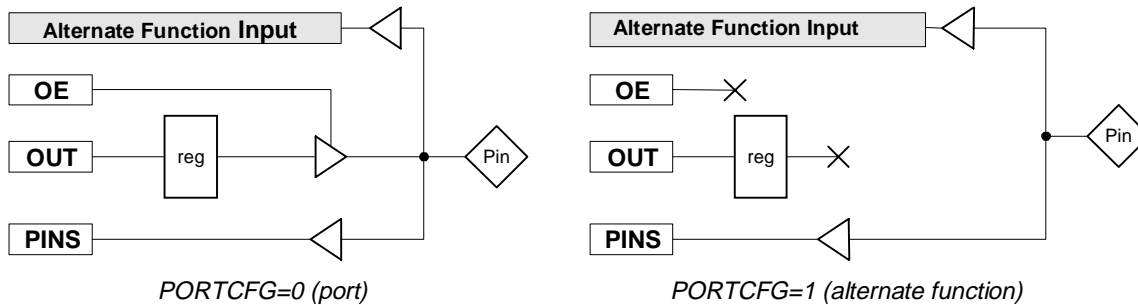 Alternate Function Input
OE
OUT
reg
Pin
PINS
PORTCFG=0 (port)
Alternate Function Input
OE
OUT
reg
Pin
PINS
PORTCFG=1 (alternate function)